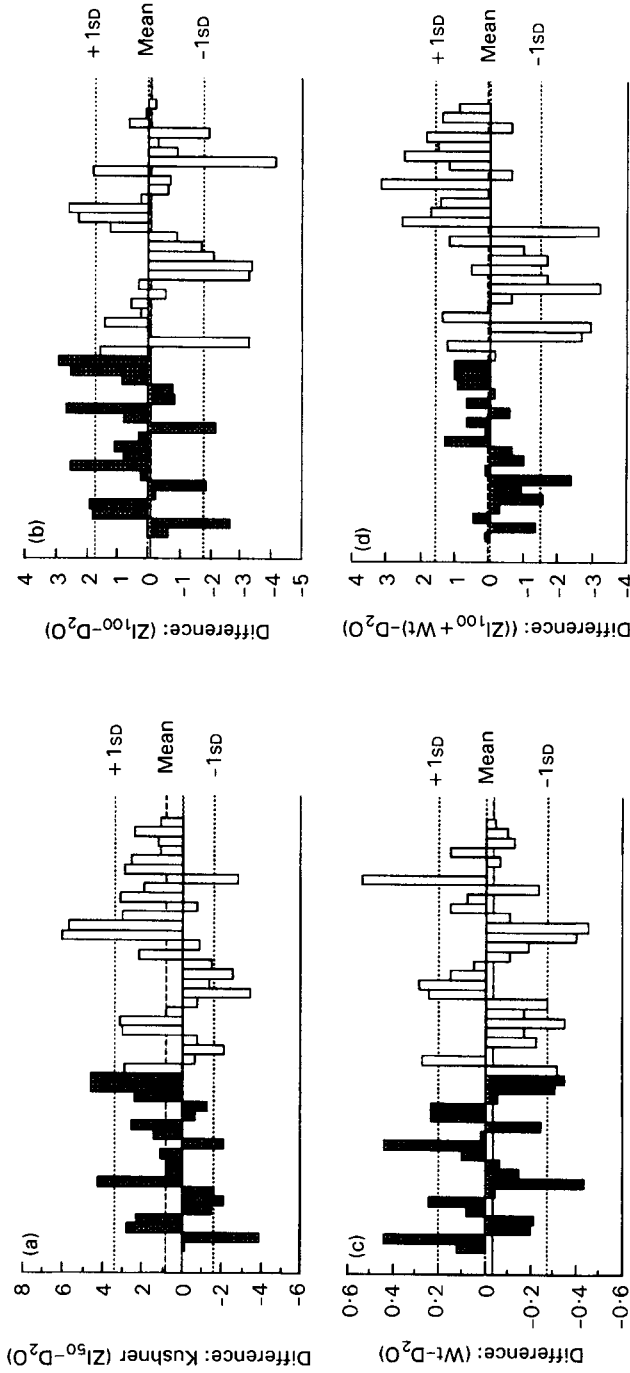 (a)
Difference: Kushner (ZI50-D2O)
8
6
4
2
0
-2
-4
-6
+1SD
Mean
-1SD
(b)
Difference: (ZI100-D2O)
4
3
2
1
0
-1
-2
-3
-4
-5
+1SD
Mean
-1SD
(c)
Difference: (Wt-D2O)
0·6
0·4
0·2
0
-0·2
-0·4
-0·6
+1SD
Mean
-1SD
(d)
Difference: ((ZI100+Wt)-D2O)
4
3
2
1
0
-1
-2
-3
-4
+1SD
Mean
-1SD